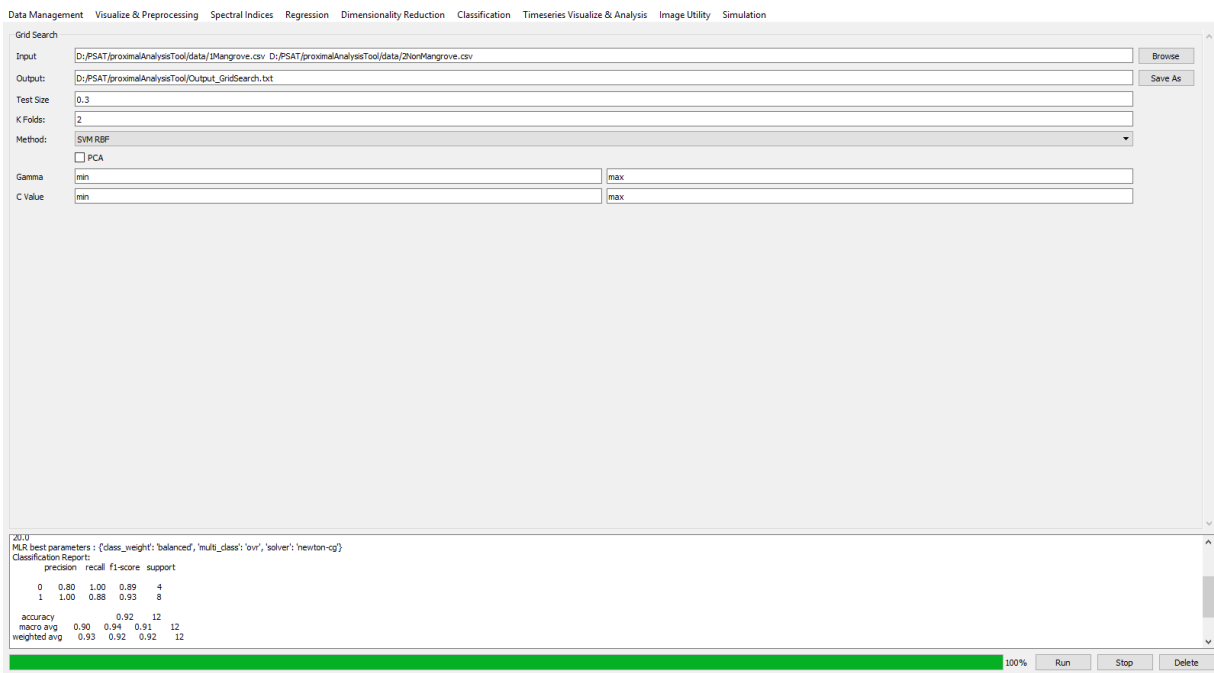 Data Management Visualize & Preprocessing Spectral Indices Regression Dimensionality Reduction Classification Timeseries Visualize & Analysis Image Utility Simulation
Grid Search
Input D:/PSAT/proximalAnalysisTool/data/1Mangrove.csv D:/PSAT/proximalAnalysisTool/data/2NonMangrove.csv Browse
Output: D:/PSAT/proximalAnalysisTool/Output_GridSearch.txt Save As
Test Size 0.3
K Folds: 2
Method: SVM RBF
PCA
Gamma min max
C Value min max
20.0
MLR best parameters : {'class_weight': 'balanced', 'multi_class': 'ovr', 'solver': 'newton-cg'}
Classification Report:
precision recall f1-score support
0 0.80 1.00 0.89 4
1 1.00 0.88 0.93 8
accuracy 0.92 12
macro avg 0.90 0.94 0.91 12
weighted avg 0.93 0.92 0.92 12
100% Run Stop Delete